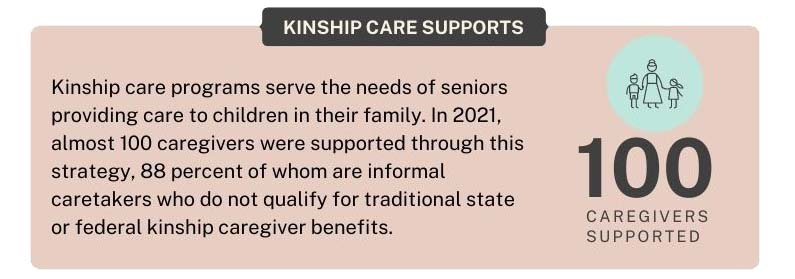 KINSHIP CARE SUPPORTS
Kinship care programs serve the needs of seniors
providing care to children in their family. In 2021,
almost 100 caregivers were supported through this
strategy, 88 percent of whom are informal
caretakers who do not qualify for traditional state
or federal kinship caregiver benefits.
100
CAREGIVERS
SUPPORTED